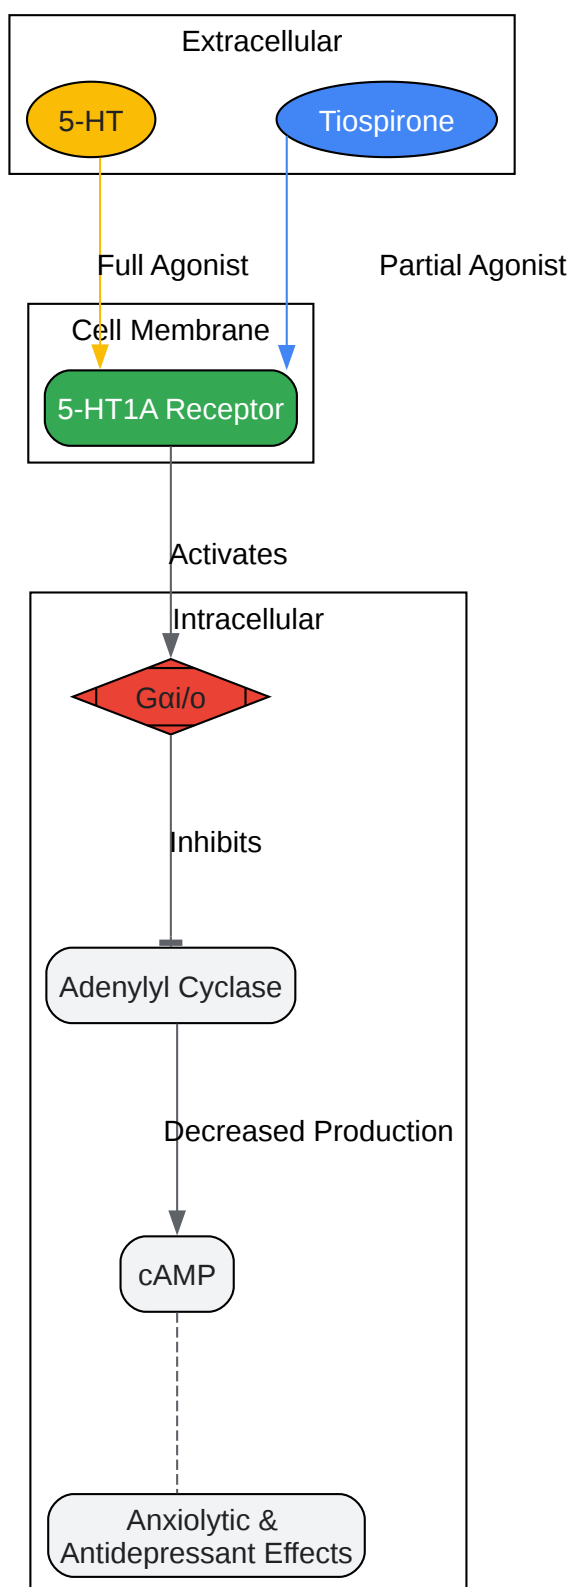 Extracellular
5-HT
Tiospirone
Full Agonist
Partial Agonist
Cell Membrane
5-HT1A Receptor
Activates
Intracellular
Gαi/o
Inhibits
Adenylyl Cyclase
Decreased Production
cAMP
Anxiolytic &
Antidepressant Effects